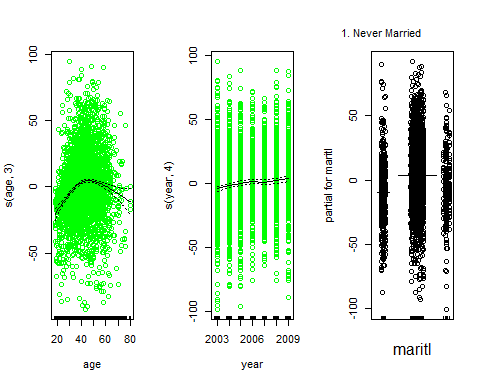 1. Never Married
s(age, 3)
100
50
0
-50
20
40
60
80
age
s(year, 4)
100
50
0
-50
-100
2003
2006
2009
year
partial for maritl
50
0
-50
-100
maritl